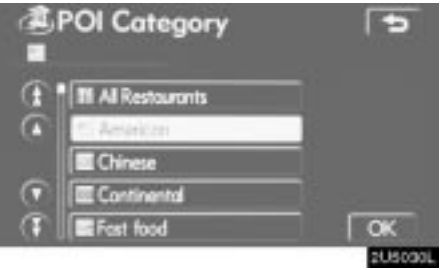 POI Category
All Restaurants
American
Chinese
Continental
Fast food
OK
2U5030L